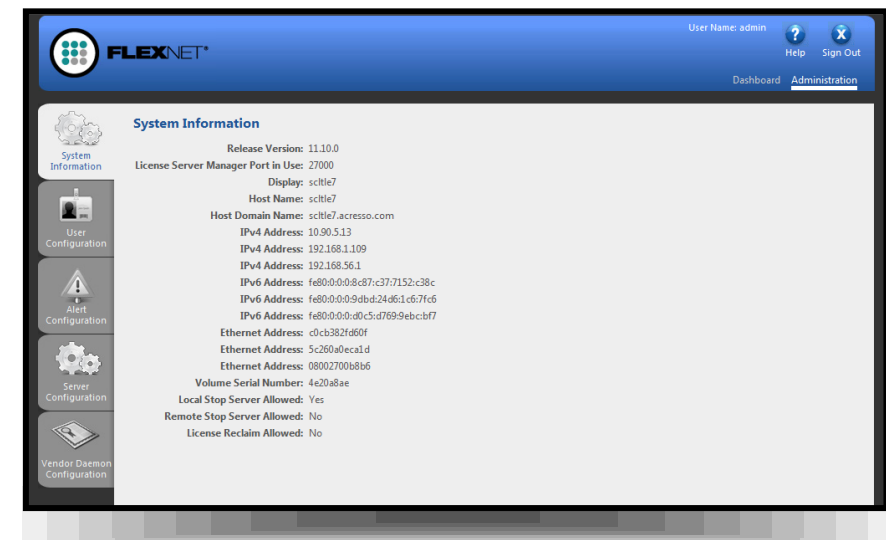 User Name: admin
? X
FLEXNET*
Help Sign Out
Dashboard Administration
System
Information
User
Configuration
Alert
Configuration
Server
Configuration
Vendor Daemon
Configuration
System Information
Release Version: 11.10.0
License Server Manager Port in Use: 27000
Display: scltle7
Host Name: scltle7
Host Domain Name: scltle7.acresso.com
IPv4 Address: 10.90.5.13
IPv4 Address: 192.168.1.109
IPv4 Address: 192.168.56.1
IPv6 Address: fe80:0:0:0:8c87:c37:7152:c38c
IPv6 Address: fe80:0:0:0:9dbd:24d6:1c6:7fc6
IPv6 Address: fe80:0:0:0:d0c5:d769:9ebc:bf7
Ethernet Address: c0cb382fd60f
Ethernet Address: 5c260a0eca1d
Ethernet Address: 08002700b8b6
Volume Serial Number: 4e20a8ae
Local Stop Server Allowed: Yes
Remote Stop Server Allowed: No
License Reclaim Allowed: No